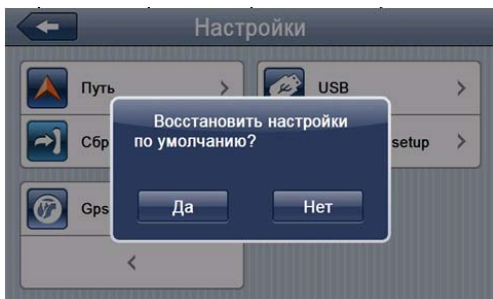 Настройки
Путь
USB
Восстановить настройки
по умолчанию?
Сбр
setup
Да
Нет
Gps